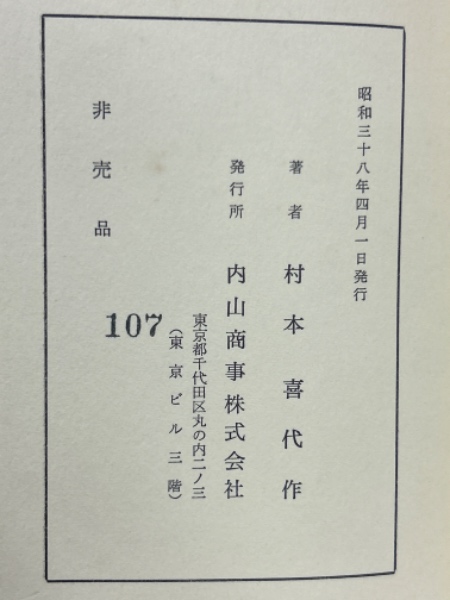 昭和三十八年四月一日発行
著者 村本喜代作
発行所 内山商事株式会社
東京都千代田区丸の内二ノ三
(東京ビル三階)
107
非売品